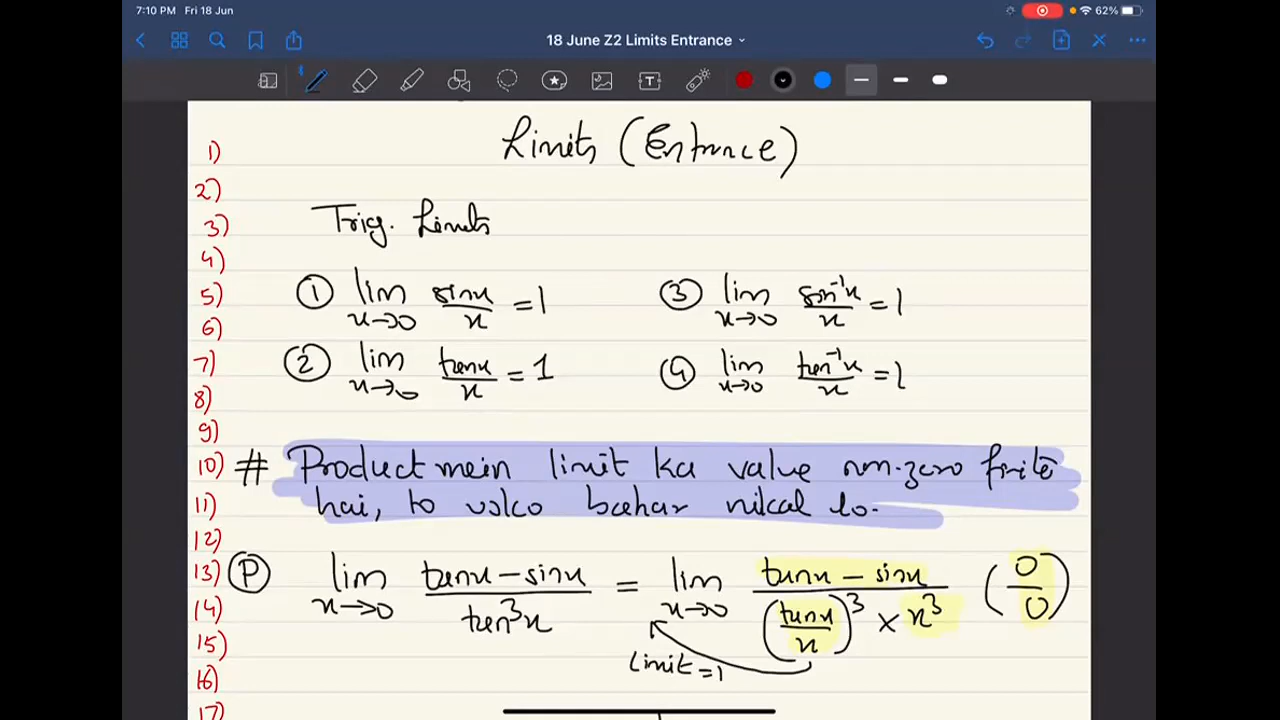 7:10 PM Fri 18 Jun 62%
18 June Z2 Limits Entrance
Limits (Entrance)
1)
2)
3) Trig. Limits
4)
5) ① lim x→0 sinx/x = 1 ③ lim x→0 sin⁻¹x/x = 1
6)
7) ② lim x→0 tanx/x = 1 ④ lim x→0 tan⁻¹x/x = 1
8)
9)
10) # Product mein limit ka value non-zero finite
11) hai, to usko bahar nikal lo.
12)
13) Ⓟ lim x→0 (tanx - sinx)/(tan³x) = lim x→0 (tanx - sinx)/((tanx/x)³ × x³) (0/0)
14)
15)
16) Limit = 1
17)